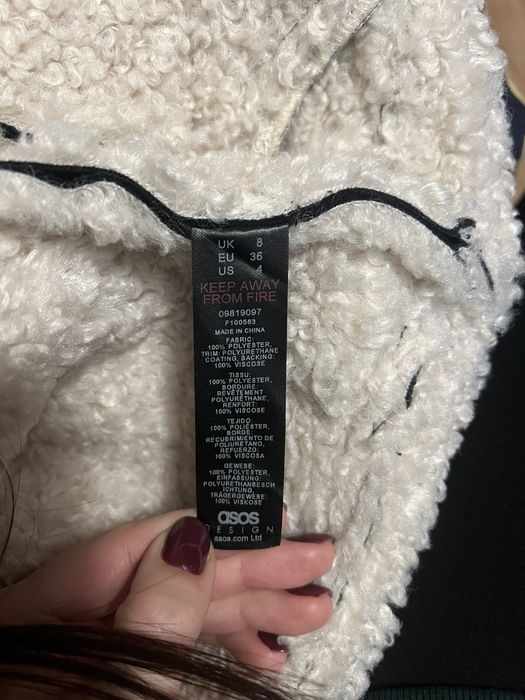 UK 8
EU 36
US 4
KEEP AWAY
FROM FIRE
09819097
F100563
MADE IN CHINA
FABRIC:
100% POLYESTER,
TRIM: POLYURETHANE
COATING, BACKING:
100% VISCOSE
TISSU:
100% POLYESTER,
BORDURE:
REVÊTEMENT
POLYURÉTHANE,
RENFORT:
100% VISCOSE
TEJIDO:
100% POLIÉSTER,
BORDE:
RECUBRIMIENTO DE
POLIURETANO,
REFUERZO:
100% VISCOSA
GEWEBE:
100% POLYESTER,
EINFASSUNG:
POLYURETHANBESCH
ICHTUNG,
TRÄGERGEWEBE:
100% VISKOSE
asos
DESIGN
asos.com Ltd